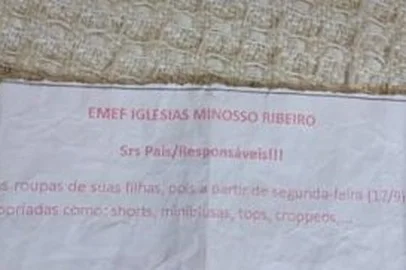 EMEF IGLESIAS MINOSSO RIBEIRO
Srs Pais/Responsáveis!!!
s roupas de suas filhas, pois a partir de segunda-feira (17/9)
opriadas como: shorts, miniblusas, tops, croppeds,...